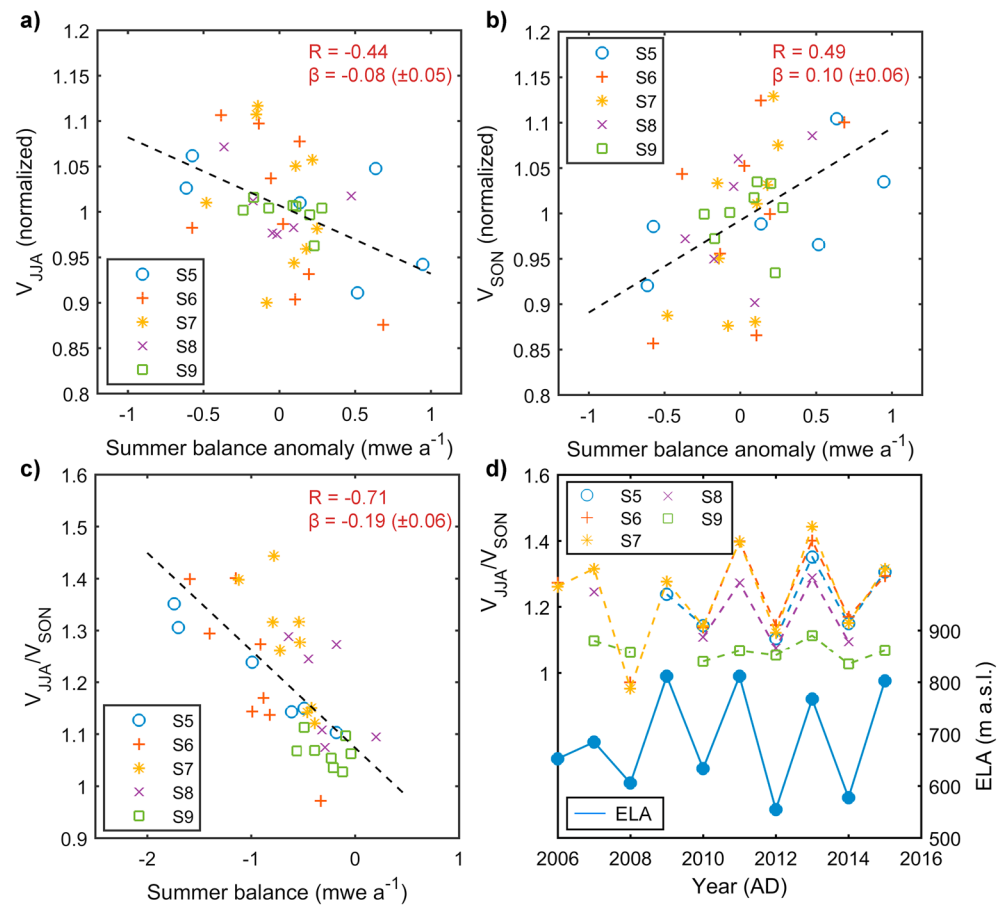 a)
R = -0.44
β = -0.08 (±0.05)
1.2
1.15
1.1
1.05
1
0.95
0.9
0.85
0.8
V_JJA (normalized)
S5
S6
S7
S8
S9
-1 -0.5 0 0.5 1
Summer balance anomaly (mwe a⁻¹)
b)
S5
S6
S7
S8
S9
R = 0.49
β = 0.10 (±0.06)
1.2
1.15
1.1
1.05
1
0.95
0.9
0.85
0.8
V_SON (normalized)
-1 -0.5 0 0.5 1
Summer balance anomaly (mwe a⁻¹)
c)
R = -0.71
β = -0.19 (±0.06)
1.6
1.5
1.4
1.3
1.2
1.1
1
0.9
V_JJA/V_SON
S5
S6
S7
S8
S9
-2 -1 0 1
Summer balance (mwe a⁻¹)
d)
S5 S8
S6 S9
S7
1.6
1.4
1.2
1
V_JJA/V_SON
900
800
700
600
500
ELA (m a.s.l.)
ELA
2006 2008 2010 2012 2014 2016
Year (AD)